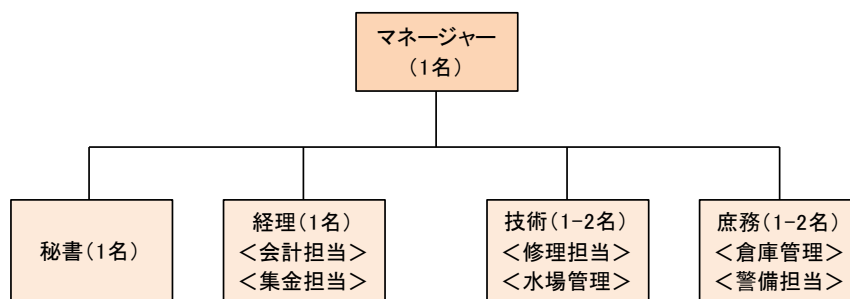 マネージャー
(1名)
秘書(1名)
経理(1名)
＜会計担当＞
＜集金担当＞
技術(1-2名)
＜修理担当＞
＜水場管理＞
庶務(1-2名)
＜倉庫管理＞
＜警備担当＞